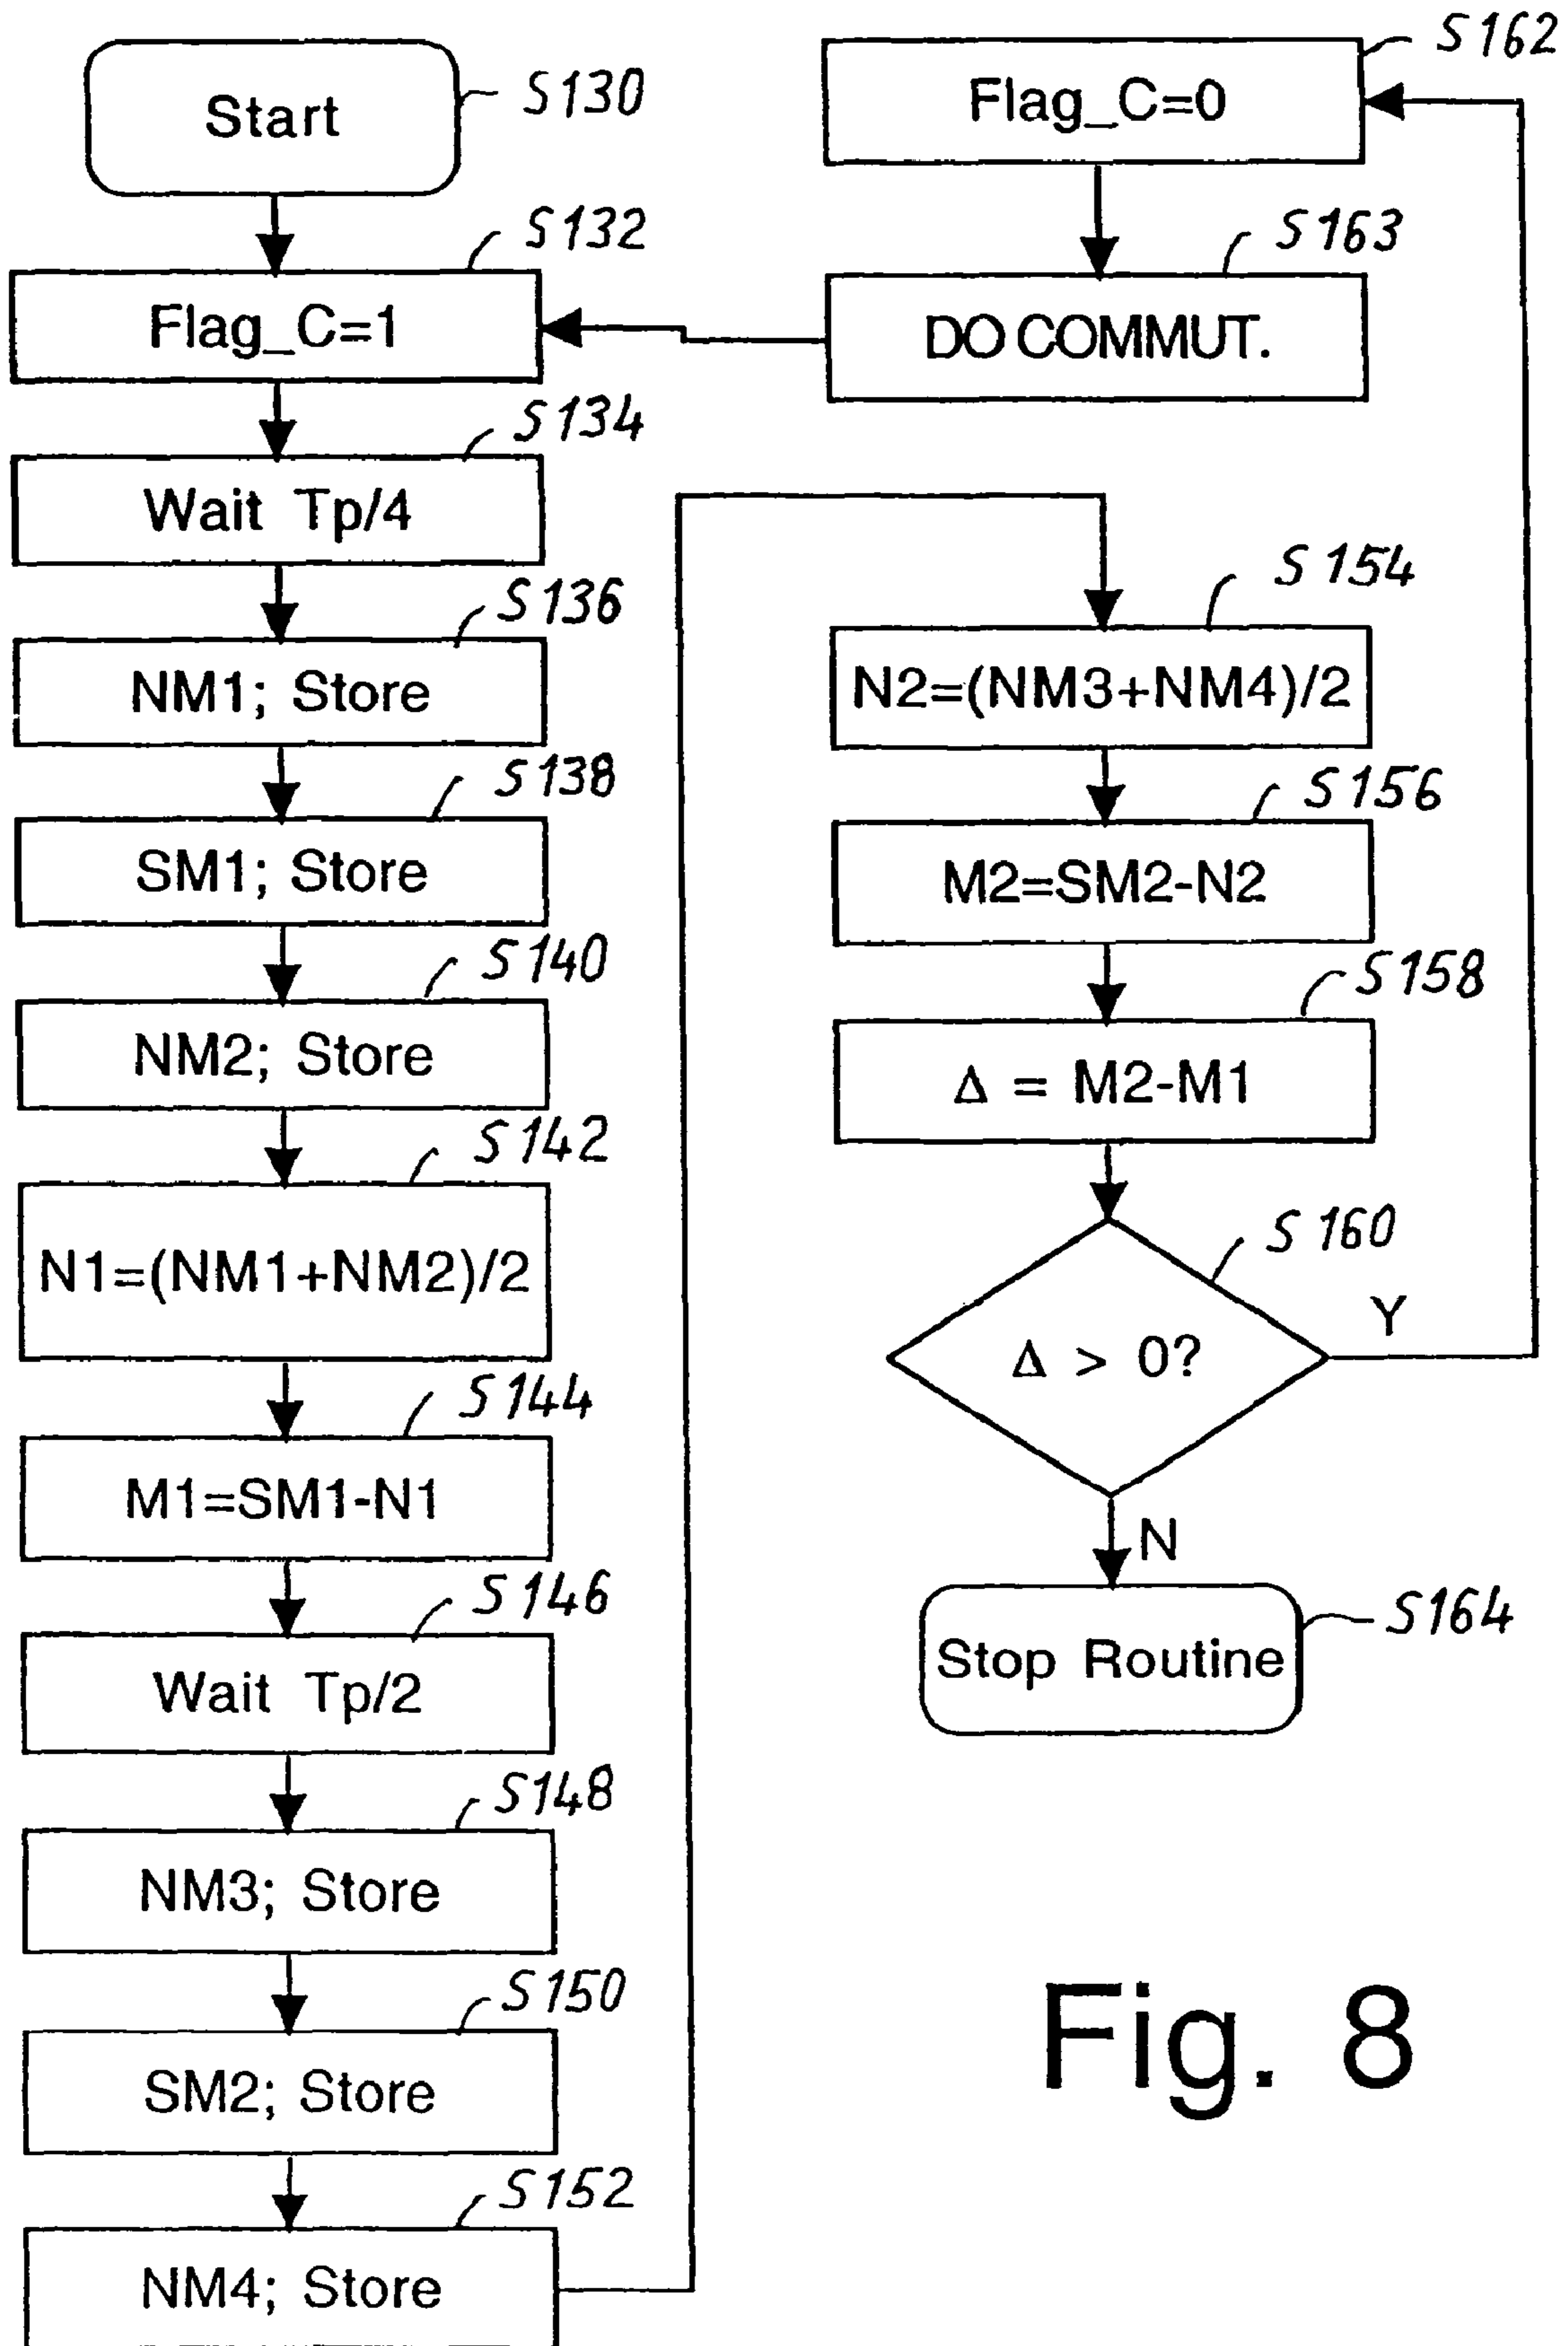 Start
S130
S132
Flag_C=1
S134
Wait Tp/4
S136
NM1; Store
S138
SM1; Store
S140
NM2; Store
S142
N1=(NM1+NM2)/2
S144
M1=SM1-N1
S146
Wait Tp/2
S148
NM3; Store
S150
SM2; Store
S152
NM4; Store
S154
N2=(NM3+NM4)/2
S156
M2=SM2-N2
S158
Δ = M2-M1
S160
Δ > 0?
Y
N
S162
Flag_C=0
S163
DO COMMUT.
S164
Stop Routine
Fig. 8